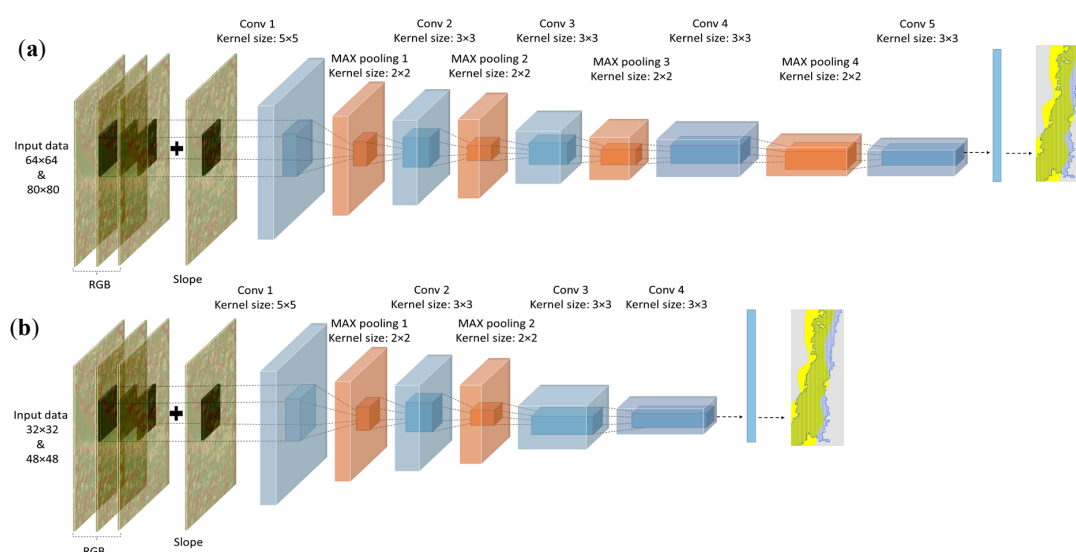 (a)
Conv 1
Kernel size: 5×5
MAX pooling 1
Kernel size: 2×2
Conv 2
Kernel size: 3×3
MAX pooling 2
Kernel size: 2×2
Conv 3
Kernel size: 3×3
MAX pooling 3
Kernel size: 2×2
Conv 4
Kernel size: 3×3
MAX pooling 4
Kernel size: 2×2
Conv 5
Kernel size: 3×3
Input data
64×64
&
80×80
+
RGB
Slope
(b)
Conv 1
Kernel size: 5×5
MAX pooling 1
Kernel size: 2×2
Conv 2
Kernel size: 3×3
MAX pooling 2
Kernel size: 2×2
Conv 3
Kernel size: 3×3
Conv 4
Kernel size: 3×3
Input data
32×32
&
48×48
+
RGB
Slope